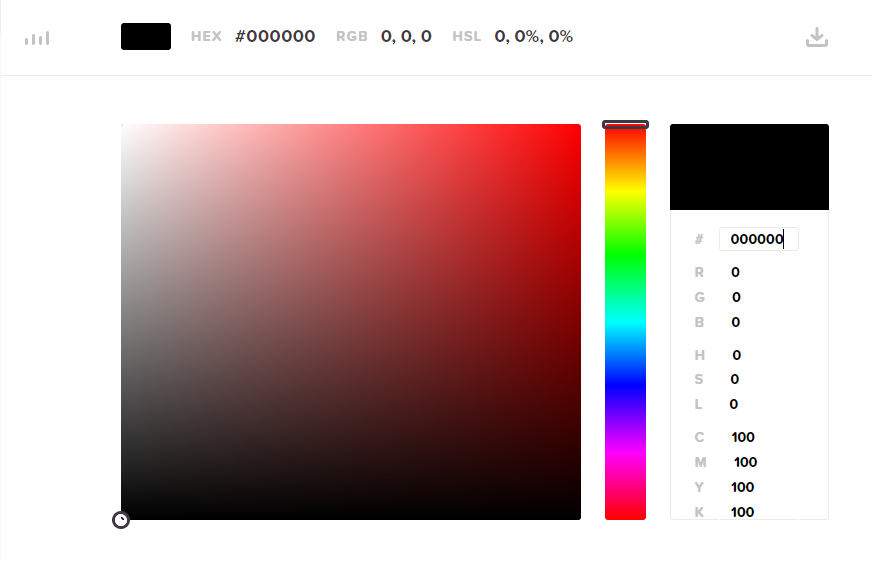 HEX #000000 RGB 0, 0, 0 HSL 0, 0%, 0%
# 000000
R 0
G 0
B 0
H 0
S 0
L 0
C 100
M 100
Y 100
K 100